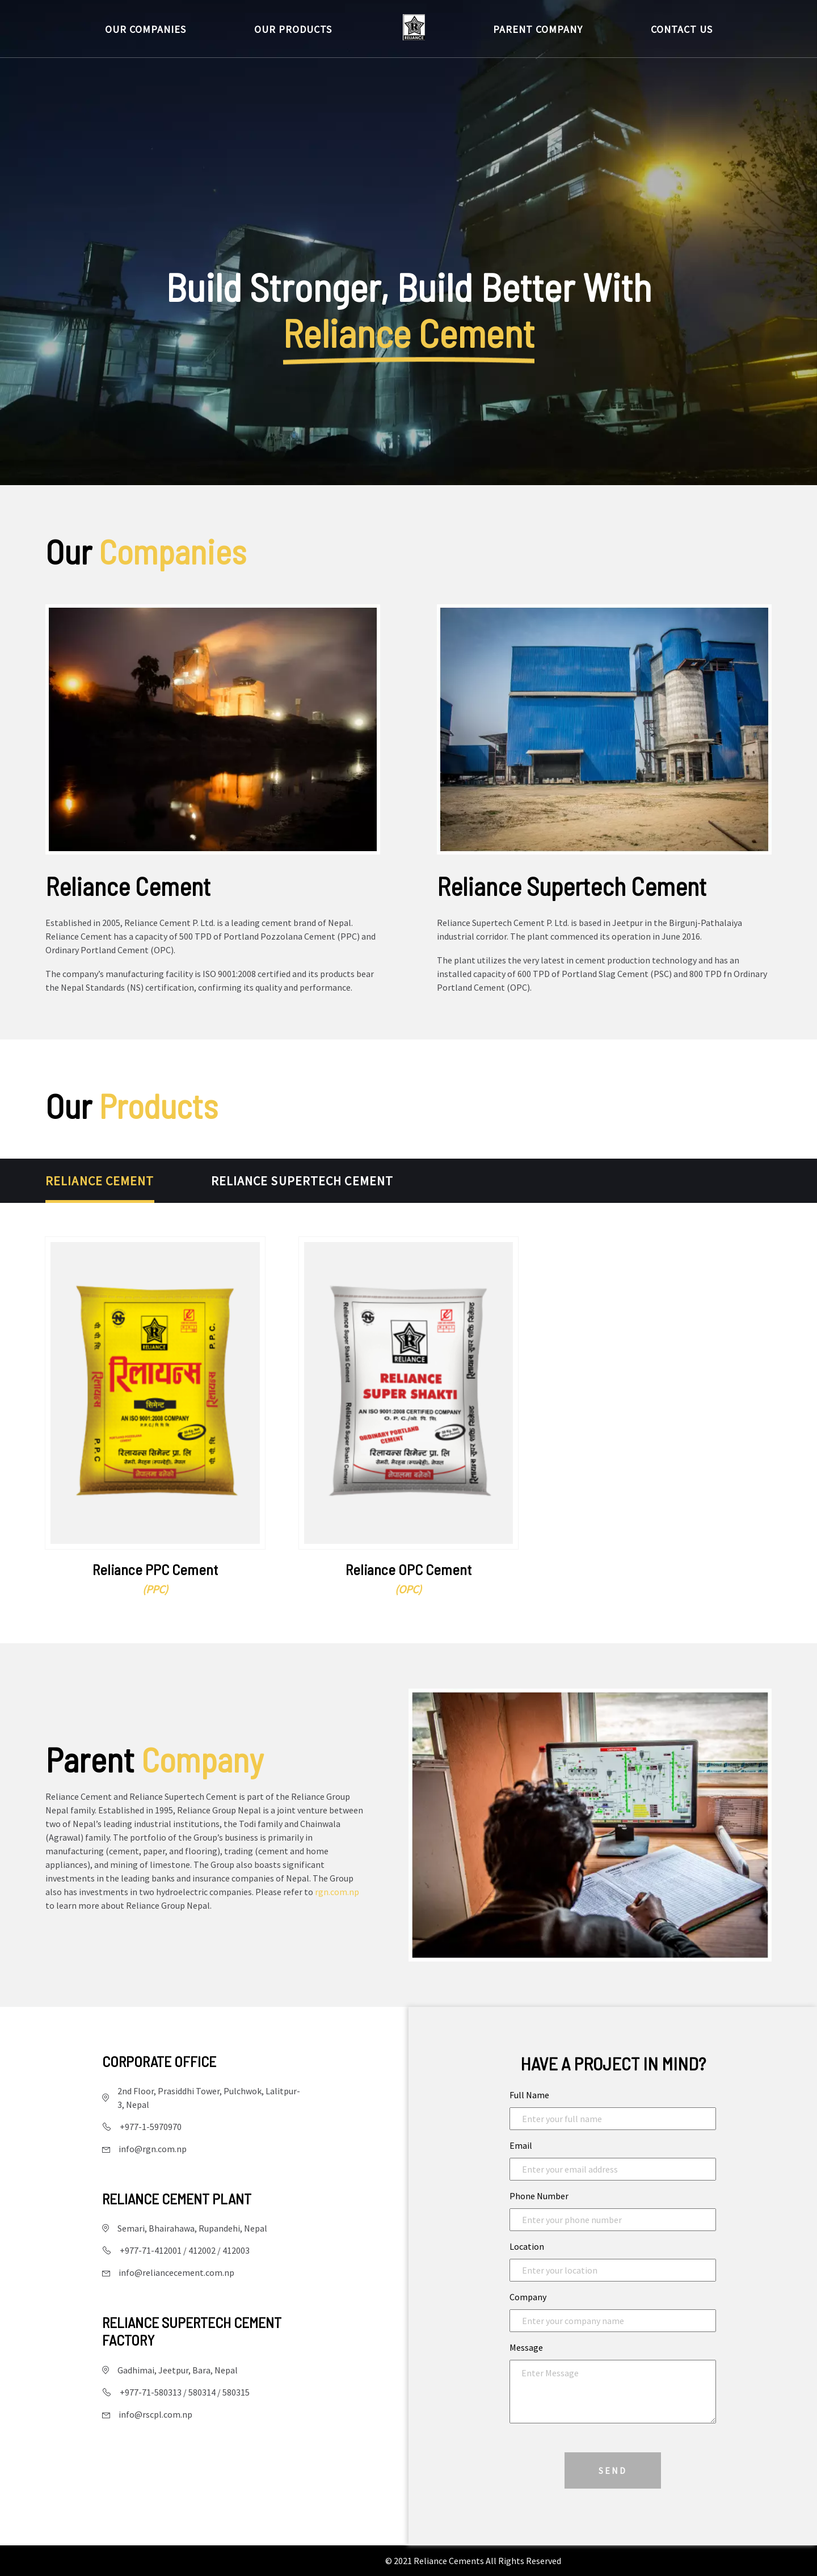 OUR COMPANIES
OUR PRODUCTS
RELIANCE
PARENT COMPANY
CONTACT US
Build Stronger, Build Better With
Reliance Cement
Our Companies
Reliance Cement
Established in 2005, Reliance Cement P. Ltd. is a leading cement brand of Nepal.
Reliance Cement has a capacity of 500 TPD of Portland Pozzolana Cement (PPC) and
Ordinary Portland Cement (OPC).
The company’s manufacturing facility is ISO 9001:2008 certified and its products bear
the Nepal Standards (NS) certification, confirming its quality and performance.
Reliance Supertech Cement
Reliance Supertech Cement P. Ltd. is based in Jeetpur in the Birgunj-Pathalaiya
industrial corridor. The plant commenced its operation in June 2016.
The plant utilizes the very latest in cement production technology and has an
installed capacity of 600 TPD of Portland Slag Cement (PSC) and 800 TPD fn Ordinary
Portland Cement (OPC).
Our Products
RELIANCE CEMENT
RELIANCE SUPERTECH CEMENT
R
RELIANCE
रिलायन्स
सिमेन्ट
AN ISO 9001:2008 COMPANY
रिलायन्स सिमेन्ट प्रा. लि
नेपालमा बनेको
P.P.C.
रिलायन्स
P.P.C
R
RELIANCE
RELIANCE
SUPER SHAKTI
AN ISO 9001:2008 CERTIFIED COMPANY
ORDINARY PORTLAND
CEMENT
रिलायन्स सिमेन्ट प्रा. लि
नेपालमा बनेको
Reliance Super Shakti Cement
Reliance Super Shakti Cement
Reliance PPC Cement
(PPC)
Reliance OPC Cement
(OPC)
Parent Company
Reliance Cement and Reliance Supertech Cement is part of the Reliance Group
Nepal family. Established in 1995, Reliance Group Nepal is a joint venture between
two of Nepal’s leading industrial institutions, the Todi family and Chainwala
(Agrawal) family. The portfolio of the Group’s business is primarily in
manufacturing (cement, paper, and flooring), trading (cement and home
appliances), and mining of limestone. The Group also boasts significant
investments in the leading banks and insurance companies of Nepal. The Group
also has investments in two hydroelectric companies. Please refer to rgn.com.np
to learn more about Reliance Group Nepal.
CORPORATE OFFICE
2nd Floor, Prasiddhi Tower, Pulchwok, Lalitpur-
3, Nepal
+977-1-5970970
info@rgn.com.np
RELIANCE CEMENT PLANT
Semari, Bhairahawa, Rupandehi, Nepal
+977-71-412001 / 412002 / 412003
info@reliancecement.com.np
RELIANCE SUPERTECH CEMENT
FACTORY
Gadhimai, Jeetpur, Bara, Nepal
+977-71-580313 / 580314 / 580315
info@rscpl.com.np
HAVE A PROJECT IN MIND?
Full Name
Enter your full name
Email
Enter your email address
Phone Number
Enter your phone number
Location
Enter your location
Company
Enter your company name
Message
Enter Message
SEND
© 2021 Reliance Cements All Rights Reserved